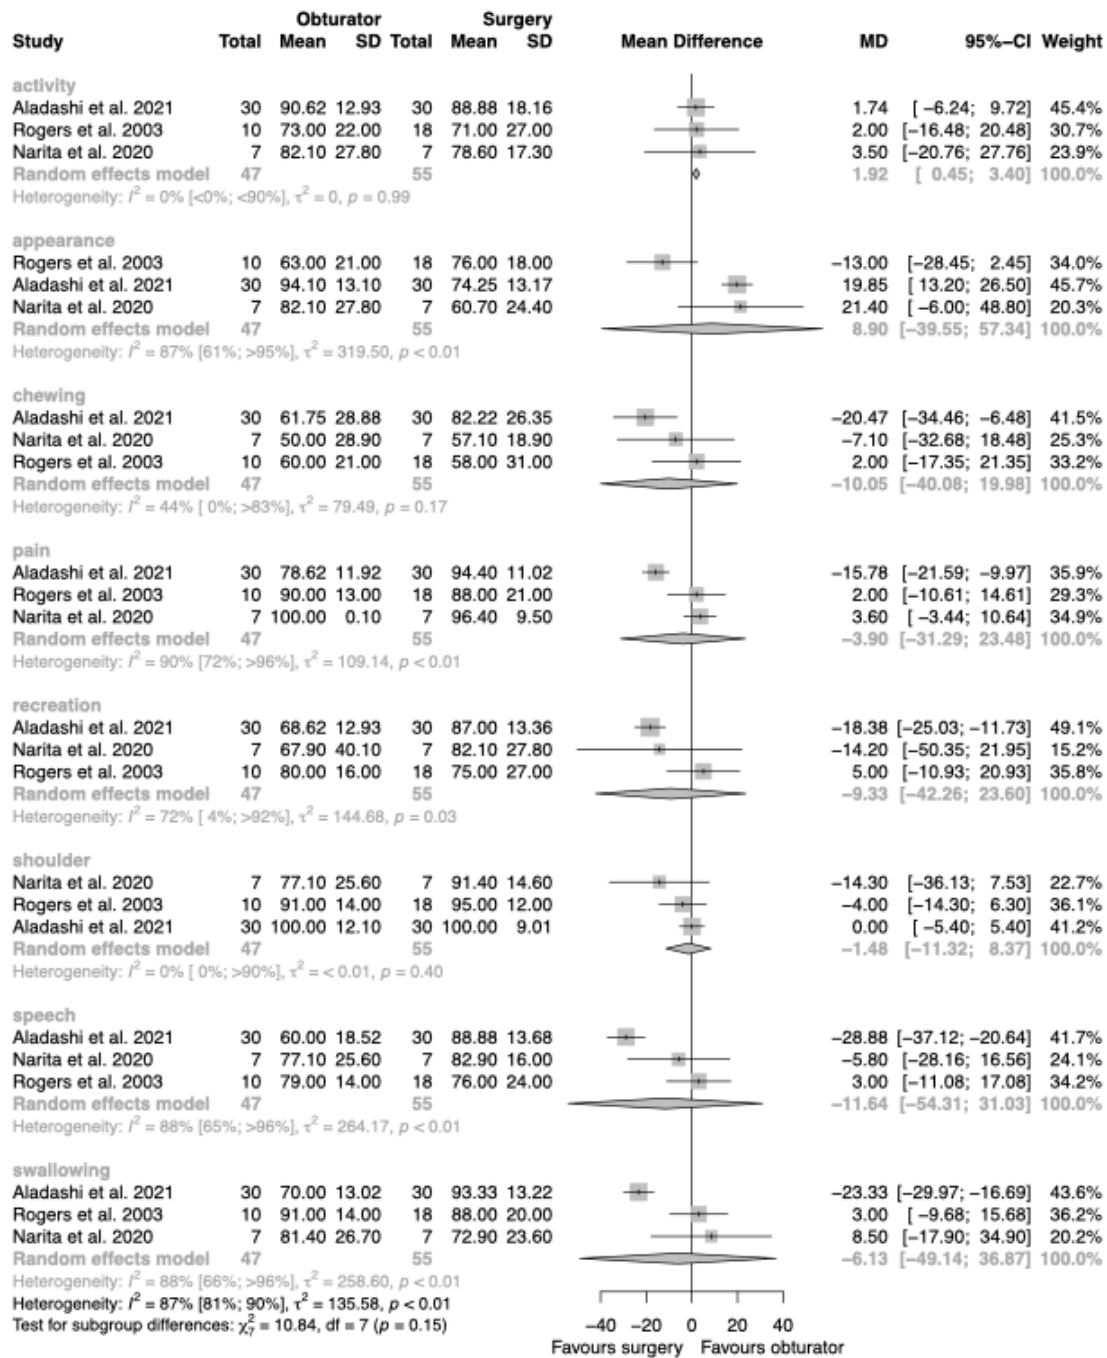 Obturator Surgery
Study Total Mean SD Total Mean SD Mean Difference MD 95%−CI Weight
activity
Aladashi et al. 2021 30 90.62 12.93 30 88.88 18.16 1.74 [ −6.24; 9.72] 45.4%
Rogers et al. 2003 10 73.00 22.00 18 71.00 27.00 2.00 [−16.48; 20.48] 30.7%
Narita et al. 2020 7 82.10 27.80 7 78.60 17.30 3.50 [−20.76; 27.76] 23.9%
Random effects model 47 55 1.92 [ 0.45; 3.40] 100.0%
Heterogeneity: I² = 0% [<0%; <90%], τ² = 0, p = 0.99
appearance
Rogers et al. 2003 10 63.00 21.00 18 76.00 18.00 −13.00 [−28.45; 2.45] 34.0%
Aladashi et al. 2021 30 94.10 13.10 30 74.25 13.17 19.85 [ 13.20; 26.50] 45.7%
Narita et al. 2020 7 82.10 27.80 7 60.70 24.40 21.40 [ −6.00; 48.80] 20.3%
Random effects model 47 55 8.90 [−39.55; 57.34] 100.0%
Heterogeneity: I² = 87% [61%; >95%], τ² = 319.50, p < 0.01
chewing
Aladashi et al. 2021 30 61.75 28.88 30 82.22 26.35 −20.47 [−34.46; −6.48] 41.5%
Narita et al. 2020 7 50.00 28.90 7 57.10 18.90 −7.10 [−32.68; 18.48] 25.3%
Rogers et al. 2003 10 60.00 21.00 18 58.00 31.00 2.00 [−17.35; 21.35] 33.2%
Random effects model 47 55 −10.05 [−40.08; 19.98] 100.0%
Heterogeneity: I² = 44% [ 0%; >83%], τ² = 79.49, p = 0.17
pain
Aladashi et al. 2021 30 78.62 11.92 30 94.40 11.02 −15.78 [−21.59; −9.97] 35.9%
Rogers et al. 2003 10 90.00 13.00 18 88.00 21.00 2.00 [−10.61; 14.61] 29.3%
Narita et al. 2020 7 100.00 0.10 7 96.40 9.50 3.60 [ −3.44; 10.64] 34.9%
Random effects model 47 55 −3.90 [−31.29; 23.48] 100.0%
Heterogeneity: I² = 90% [72%; >96%], τ² = 109.14, p < 0.01
recreation
Aladashi et al. 2021 30 68.62 12.93 30 87.00 13.36 −18.38 [−25.03; −11.73] 49.1%
Narita et al. 2020 7 67.90 40.10 7 82.10 27.80 −14.20 [−50.35; 21.95] 15.2%
Rogers et al. 2003 10 80.00 16.00 18 75.00 27.00 5.00 [−10.93; 20.93] 35.8%
Random effects model 47 55 −9.33 [−42.26; 23.60] 100.0%
Heterogeneity: I² = 72% [ 4%; >92%], τ² = 144.68, p = 0.03
shoulder
Narita et al. 2020 7 77.10 25.60 7 91.40 14.60 −14.30 [−36.13; 7.53] 22.7%
Rogers et al. 2003 10 91.00 14.00 18 95.00 12.00 −4.00 [−14.30; 6.30] 36.1%
Aladashi et al. 2021 30 100.00 12.10 30 100.00 9.01 0.00 [ −5.40; 5.40] 41.2%
Random effects model 47 55 −1.48 [−11.32; 8.37] 100.0%
Heterogeneity: I² = 0% [ 0%; >90%], τ² = < 0.01, p = 0.40
speech
Aladashi et al. 2021 30 60.00 18.52 30 88.88 13.68 −28.88 [−37.12; −20.64] 41.7%
Narita et al. 2020 7 77.10 25.60 7 82.90 16.00 −5.80 [−28.16; 16.56] 24.1%
Rogers et al. 2003 10 79.00 14.00 18 76.00 24.00 3.00 [−11.08; 17.08] 34.2%
Random effects model 47 55 −11.64 [−54.31; 31.03] 100.0%
Heterogeneity: I² = 88% [65%; >96%], τ² = 264.17, p < 0.01
swallowing
Aladashi et al. 2021 30 70.00 13.02 30 93.33 13.22 −23.33 [−29.97; −16.69] 43.6%
Rogers et al. 2003 10 91.00 14.00 18 88.00 20.00 3.00 [ −9.68; 15.68] 36.2%
Narita et al. 2020 7 81.40 26.70 7 72.90 23.60 8.50 [−17.90; 34.90] 20.2%
Random effects model 47 55 −6.13 [−49.14; 36.87] 100.0%
Heterogeneity: I² = 88% [66%; >96%], τ² = 258.60, p < 0.01
Heterogeneity: I² = 87% [81%; 90%], τ² = 135.58, p < 0.01
Test for subgroup differences: χ²₇ = 10.84, df = 7 (p = 0.15)
−40 −20 0 20 40
Favours surgery Favours obturator